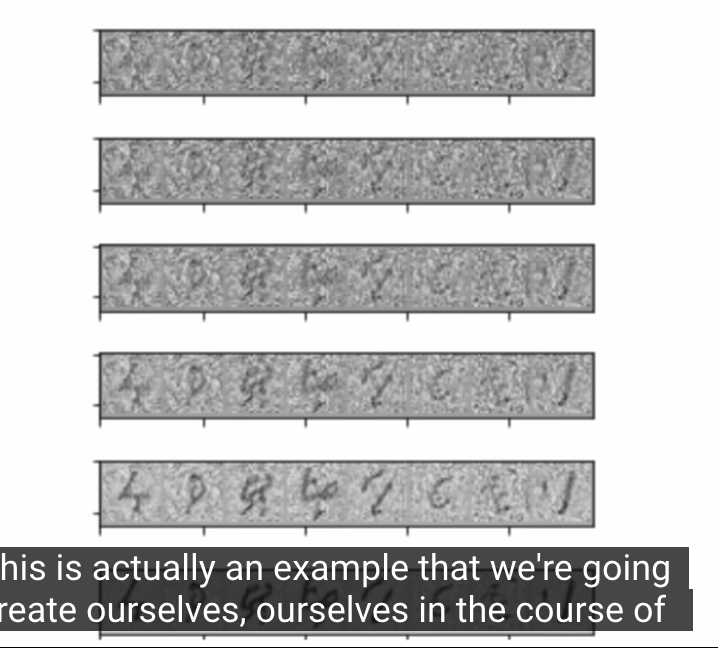 his is actually an example that we're going
reate ourselves, ourselves in the course of